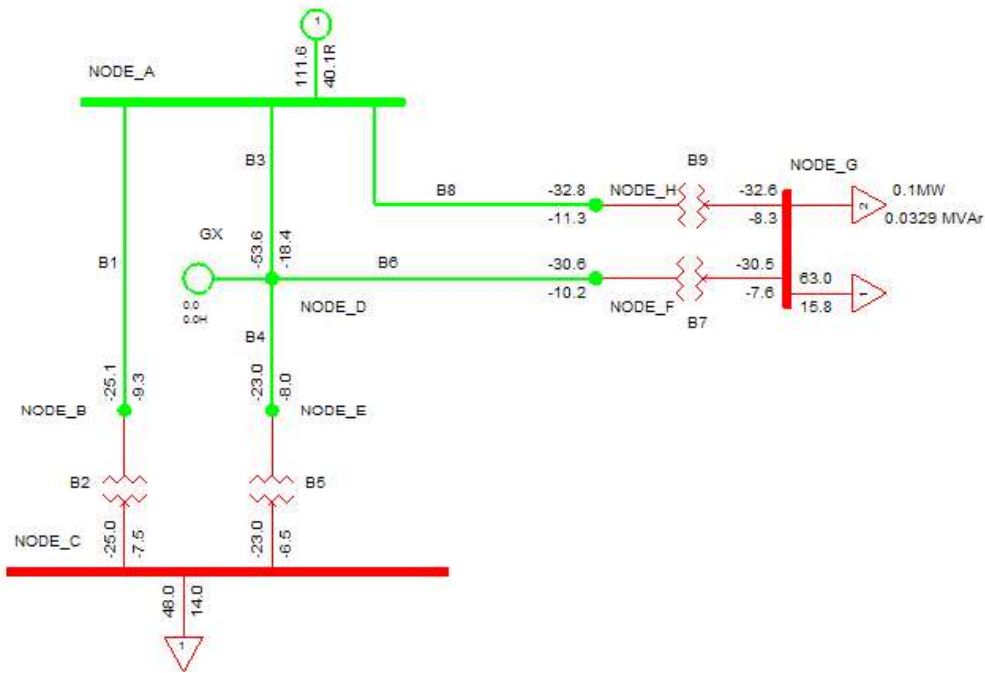 1
111.6
40.1R
NODE_A
B3
B9
NODE_G
B8
-32.8
NODE_H
-32.6
0.1MW
-11.3
-8.3
2
0.0329 MVAr
GX
-53.6
-18.4
B1
B6
-30.6
-30.5
63.0
0.0
0.0H
-10.2
-7.6
15.8
1
NODE_D
NODE_F
B7
B4
-25.1
-9.3
-23.0
-8.0
NODE_B
NODE_E
B2
B5
-25.0
-7.5
-23.0
-6.5
NODE_C
48.0
14.0
1